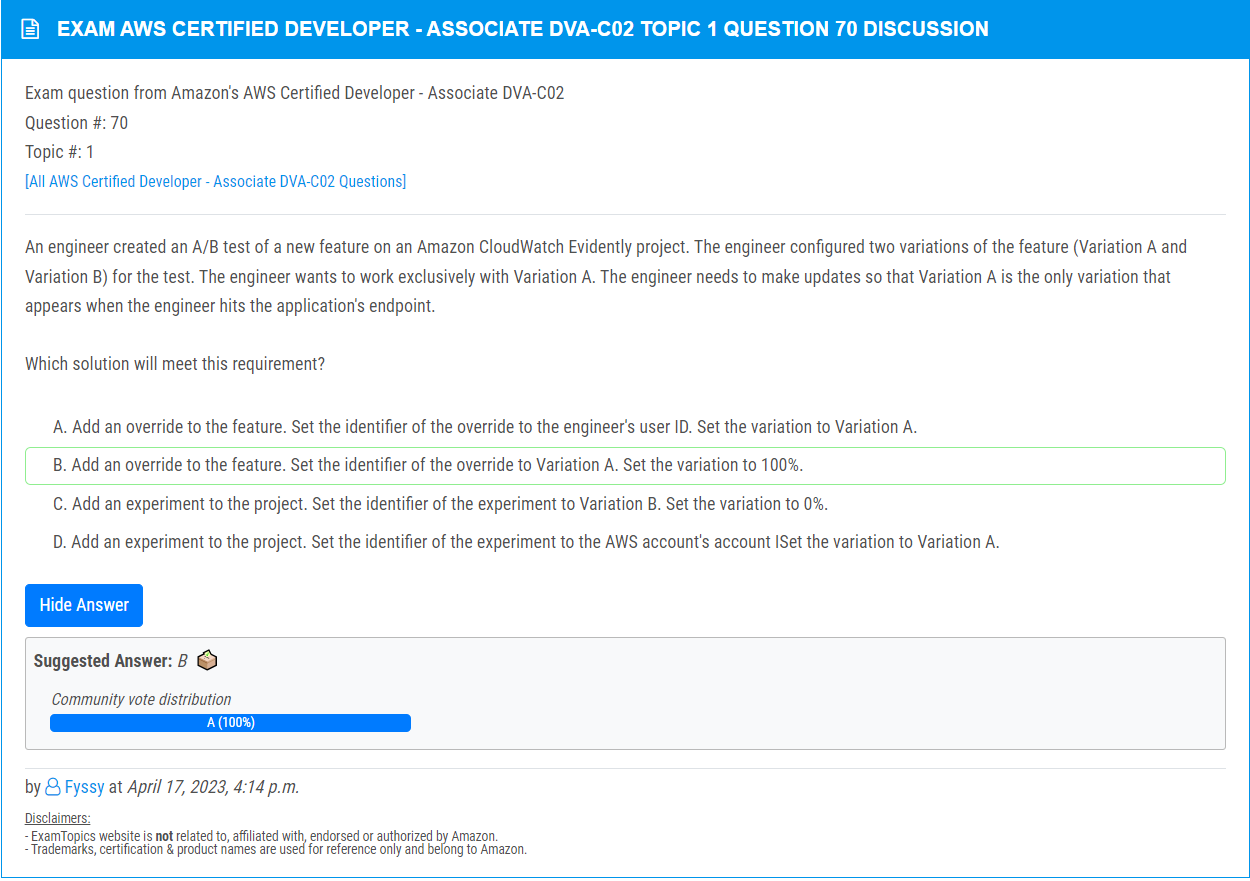 EXAM AWS CERTIFIED DEVELOPER - ASSOCIATE DVA-C02 TOPIC 1 QUESTION 70 DISCUSSION
Exam question from Amazon's AWS Certified Developer - Associate DVA-C02
Question #: 70
Topic #: 1
[All AWS Certified Developer - Associate DVA-C02 Questions]
An engineer created an A/B test of a new feature on an Amazon CloudWatch Evidently project. The engineer configured two variations of the feature (Variation A and
Variation B) for the test. The engineer wants to work exclusively with Variation A. The engineer needs to make updates so that Variation A is the only variation that
appears when the engineer hits the application's endpoint.
Which solution will meet this requirement?
A. Add an override to the feature. Set the identifier of the override to the engineer's user ID. Set the variation to Variation A.
B. Add an override to the feature. Set the identifier of the override to Variation A. Set the variation to 100%.
C. Add an experiment to the project. Set the identifier of the experiment to Variation B. Set the variation to 0%.
D. Add an experiment to the project. Set the identifier of the experiment to the AWS account's account ISet the variation to Variation A.
Hide Answer
Suggested Answer: B
Community vote distribution
A (100%)
by Fyssy at April 17, 2023, 4:14 p.m.
Disclaimers:
- ExamTopics website is not related to, affiliated with, endorsed or authorized by Amazon.
- Trademarks, certification & product names are used for reference only and belong to Amazon.